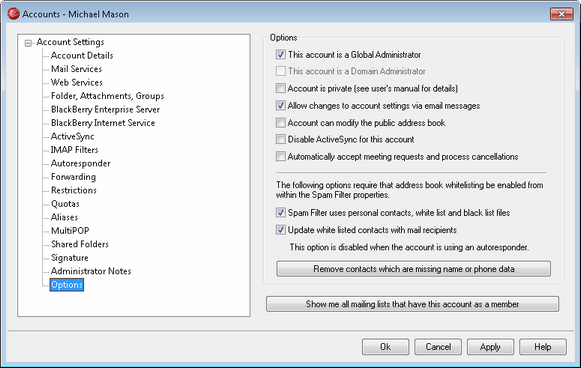 Accounts - Michael Mason
Account Settings
Account Details
Mail Services
Web Services
Folder, Attachments, Groups
BlackBerry Enterprise Server
BlackBerry Internet Service
ActiveSync
IMAP Filters
Autoresponder
Forwarding
Restrictions
Quotas
Aliases
MultiPOP
Shared Folders
Signature
Administrator Notes
Options
Options
This account is a Global Administrator
This account is a Domain Administrator
Account is private (see user's manual for details)
Allow changes to account settings via email messages
Account can modify the public address book
Disable ActiveSync for this account
Automatically accept meeting requests and process cancellations
The following options require that address book whitelisting be enabled from
within the Spam Filter properties.
Spam Filter uses personal contacts, white list and black list files
Update white listed contacts with mail recipients
This option is disabled when the account is using an autoresponder.
Remove contacts which are missing name or phone data
Show me all mailing lists that have this account as a member
Ok
Cancel
Apply
Help